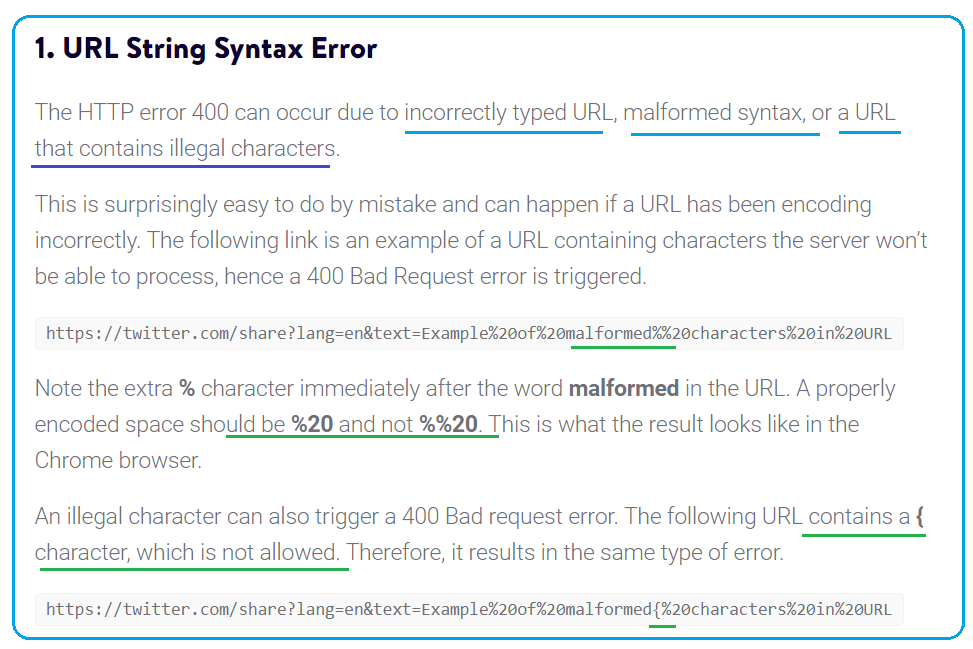 1. URL String Syntax Error
The HTTP error 400 can occur due to incorrectly typed URL, malformed syntax, or a URL
that contains illegal characters.
This is surprisingly easy to do by mistake and can happen if a URL has been encoding
incorrectly. The following link is an example of a URL containing characters the server won’t
be able to process, hence a 400 Bad Request error is triggered.
https://twitter.com/share?lang=en&text=Example%20of%20malformed%%20characters%20in%20URL
Note the extra % character immediately after the word malformed in the URL. A properly
encoded space should be %20 and not %%20. This is what the result looks like in the
Chrome browser.
An illegal character can also trigger a 400 Bad request error. The following URL contains a {
character, which is not allowed. Therefore, it results in the same type of error.
https://twitter.com/share?lang=en&text=Example%20of%20malformed{%20characters%20in%20URL